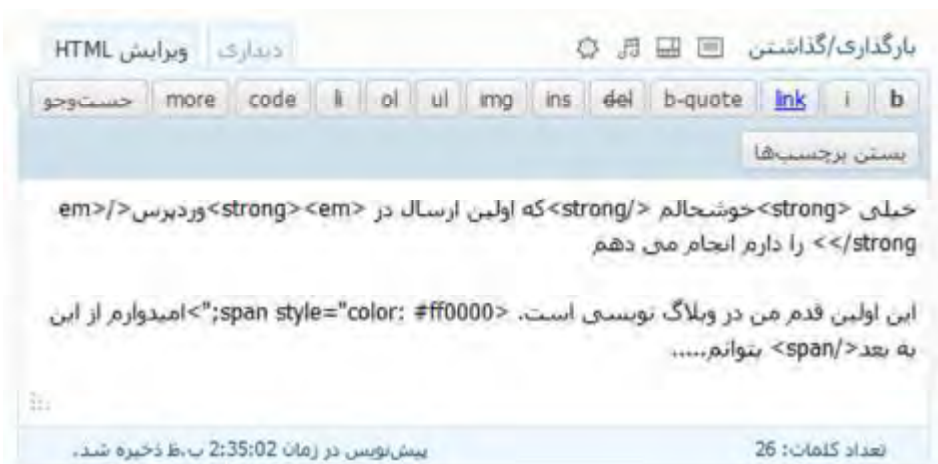 بارگذاری/گذاشتن دیداری ویرایش HTML
b i link b-quote del ins img ul ol li code more جست‌وجو
بستن برچسب‌ها
خیلی <strong>خوشحالم </strong>که اولین ارسال در <strong><em>وردپرس</em>
</strong> را دارم انجام می دهم
این اولین قدم من در وبلاگ نویسی است. <span style="color: #ff0000;">امیدوارم از این
به بعد</span> بتوانم.....
تعداد کلمات: 26 پیش‌نویس در زمان 2:35:02 ب.ظ ذخیره شد.